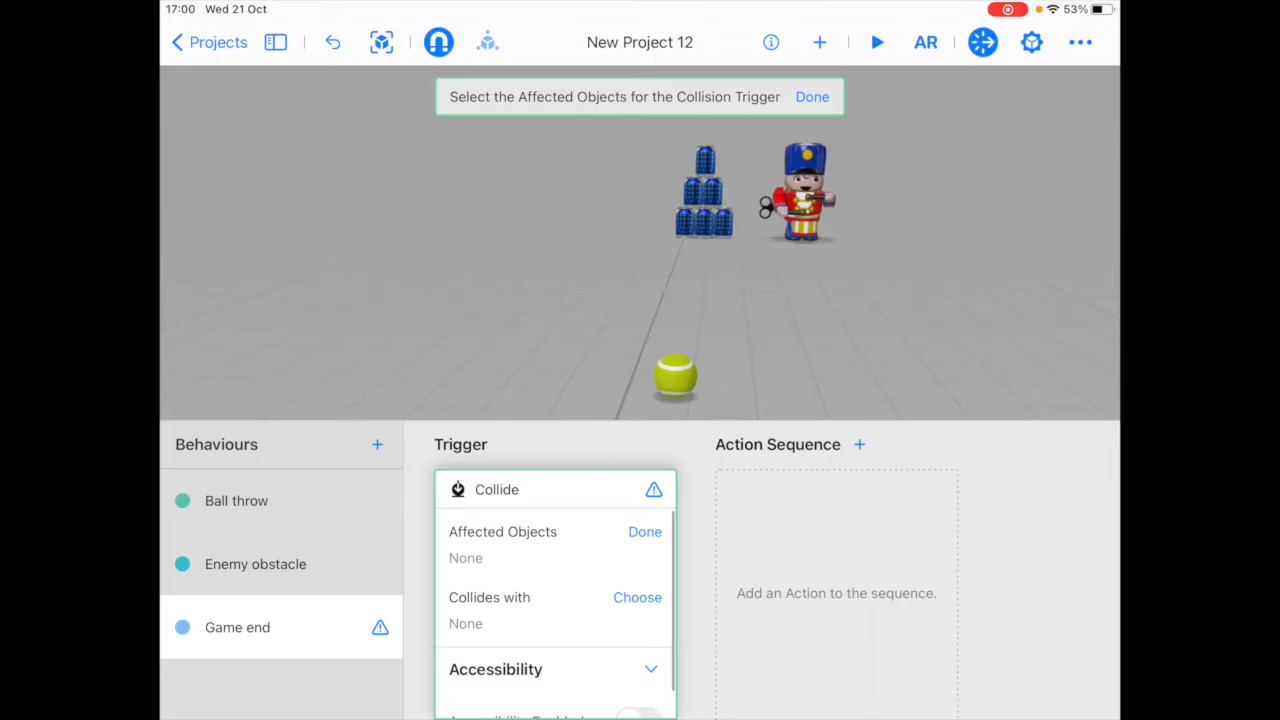 17:00 Wed 21 Oct
53%
Projects
New Project 12
AR
Select the Affected Objects for the Collision Trigger Done
Behaviours
Trigger
Action Sequence
Ball throw
Enemy obstacle
Game end
Collide
Affected Objects Done
None
Collides with Choose
None
Accessibility
Add an Action to the sequence.